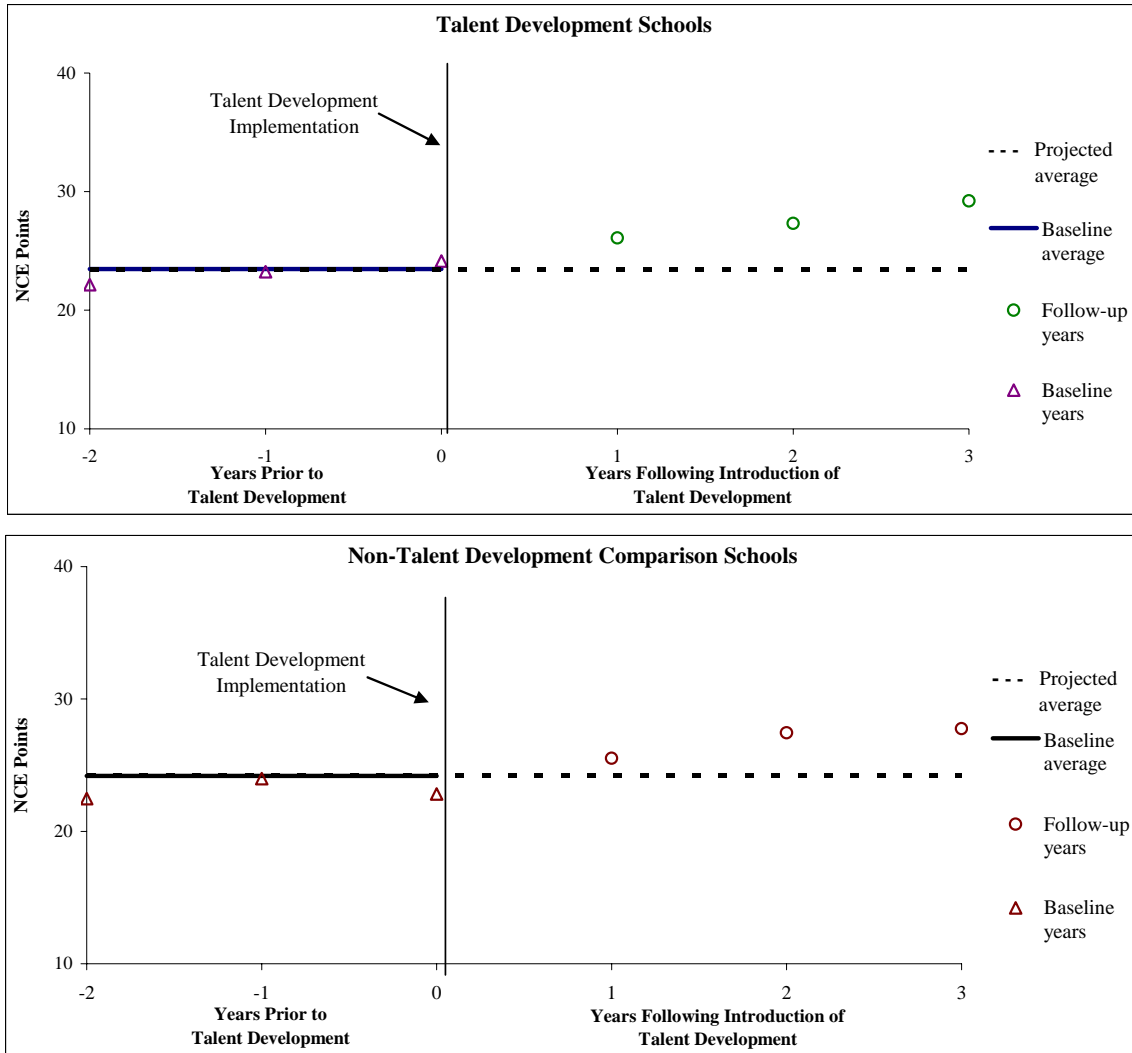 Talent Development Schools
40
30
20
10
NCE Points
Talent Development
Implementation
-2
-1
0
1
2
3
Years Prior to
Talent Development
Years Following Introduction of
Talent Development
Projected
average
Baseline
average
Follow-up
years
Baseline
years
Non-Talent Development Comparison Schools
40
30
20
10
NCE Points
Talent Development
Implementation
-2
-1
0
1
2
3
Years Prior to
Talent Development
Years Following Introduction of
Talent Development
Projected
average
Baseline
average
Follow-up
years
Baseline
years